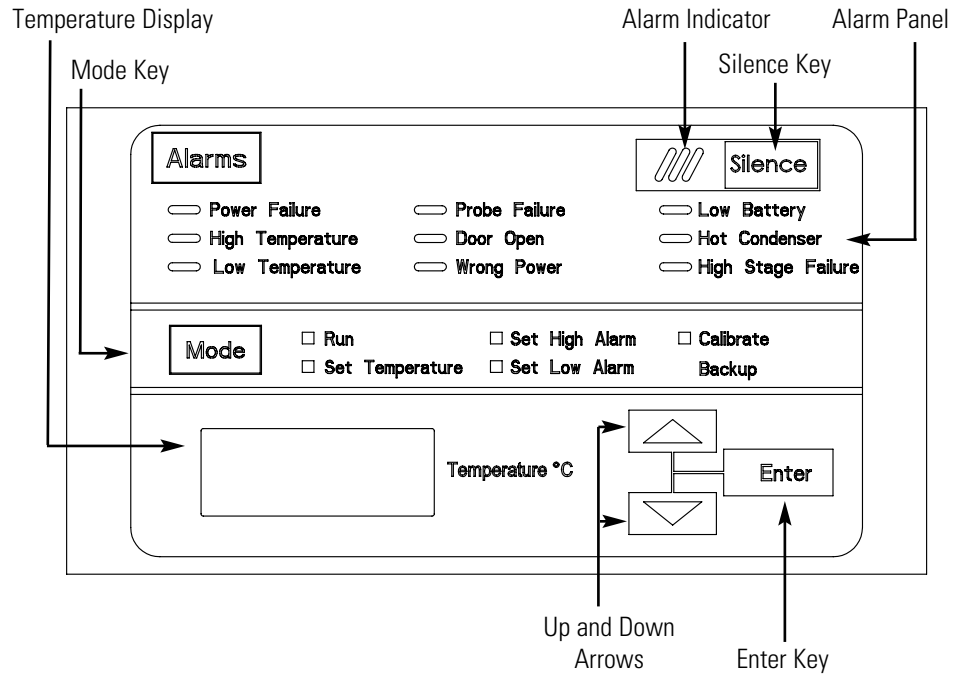 Temperature Display
Alarm Indicator
Alarm Panel
Mode Key
Silence Key
Alarms
Silence
Power Failure
Probe Failure
Low Battery
High Temperature
Door Open
Hot Condenser
Low Temperature
Wrong Power
High Stage Failure
Mode
Run
Set High Alarm
Calibrate
Set Temperature
Set Low Alarm
Backup
Temperature °C
Enter
Up and Down
Arrows
Enter Key